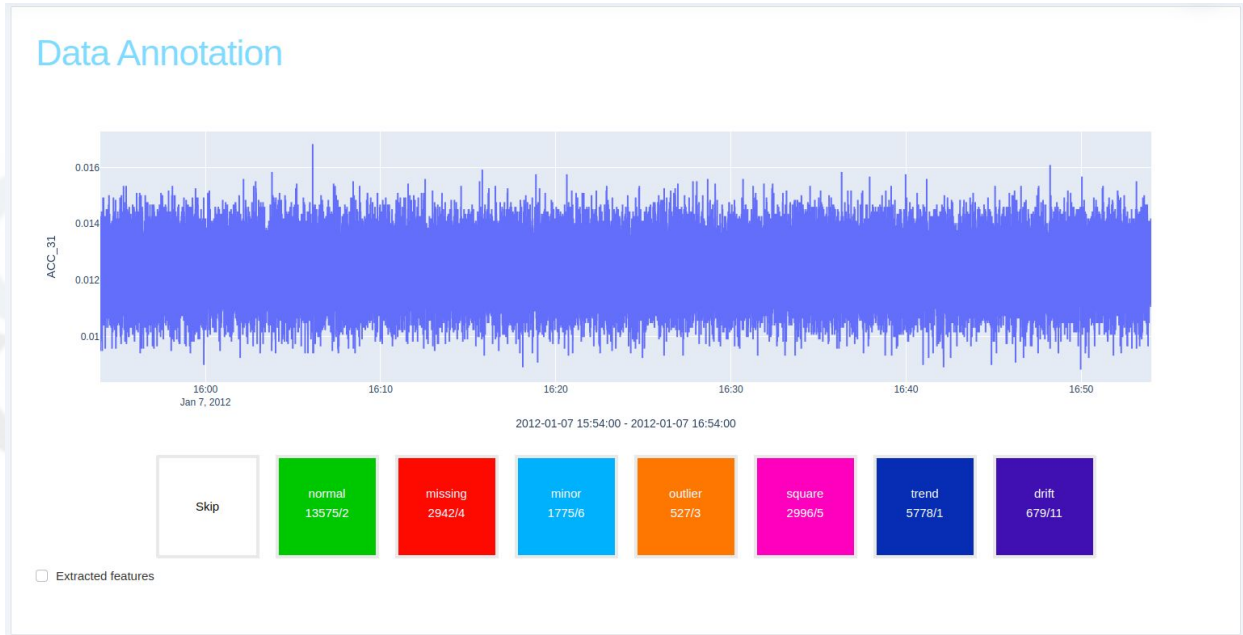 Data Annotation
0.016
0.014
0.012
0.01
ACC_31
16:00
16:10
16:20
16:30
16:40
16:50
Jan 7, 2012
2012-01-07 15:54:00 - 2012-01-07 16:54:00
Skip
normal
13575/2
missing
2942/4
minor
1775/6
outlier
527/3
square
2996/5
trend
5778/1
drift
679/11
Extracted features